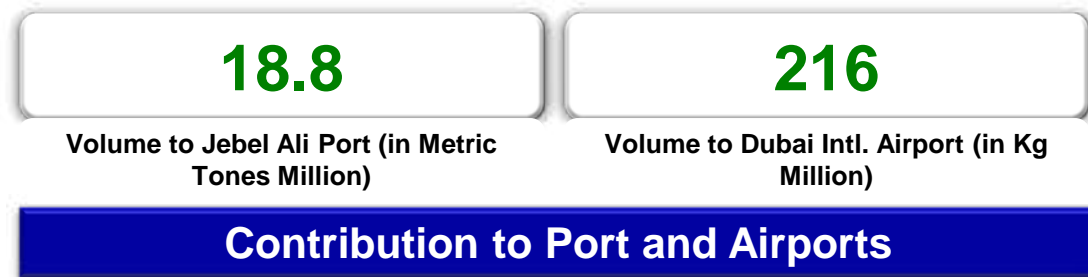 18.8
216
Volume to Jebel Ali Port (in Metric
Tones Million)
Volume to Dubai Intl. Airport (in Kg
Million)
Contribution to Port and Airports